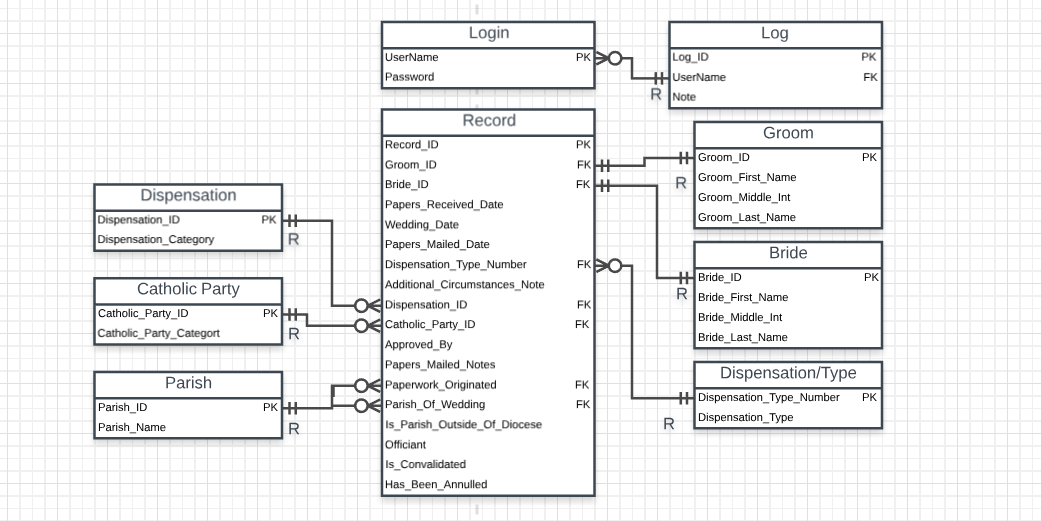 Login
UserName PK
Password
Log
Log_ID PK
UserName FK
Note
R
Record
Record_ID PK
Groom_ID FK
Bride_ID FK
Papers_Received_Date
Wedding_Date
Papers_Mailed_Date
Dispensation_Type_Number FK
Additional_Circumstances_Note
Dispensation_ID FK
Catholic_Party_ID FK
Approved_By
Papers_Mailed_Notes
Paperwork_Originated FK
Parish_Of_Wedding FK
Is_Parish_Outside_Of_Diocese
Officiant
Is_Convalidated
Has_Been_Annulled
Groom
Groom_ID PK
Groom_First_Name
Groom_Middle_Int
Groom_Last_Name
R
Bride
Bride_ID PK
Bride_First_Name
Bride_Middle_Int
Bride_Last_Name
R
Dispensation/Type
Dispensation_Type_Number PK
Dispensation_Type
R
Dispensation
Dispensation_ID PK
Dispensation_Category
R
Catholic Party
Catholic_Party_ID PK
Catholic_Party_Categort
R
Parish
Parish_ID PK
Parish_Name
R